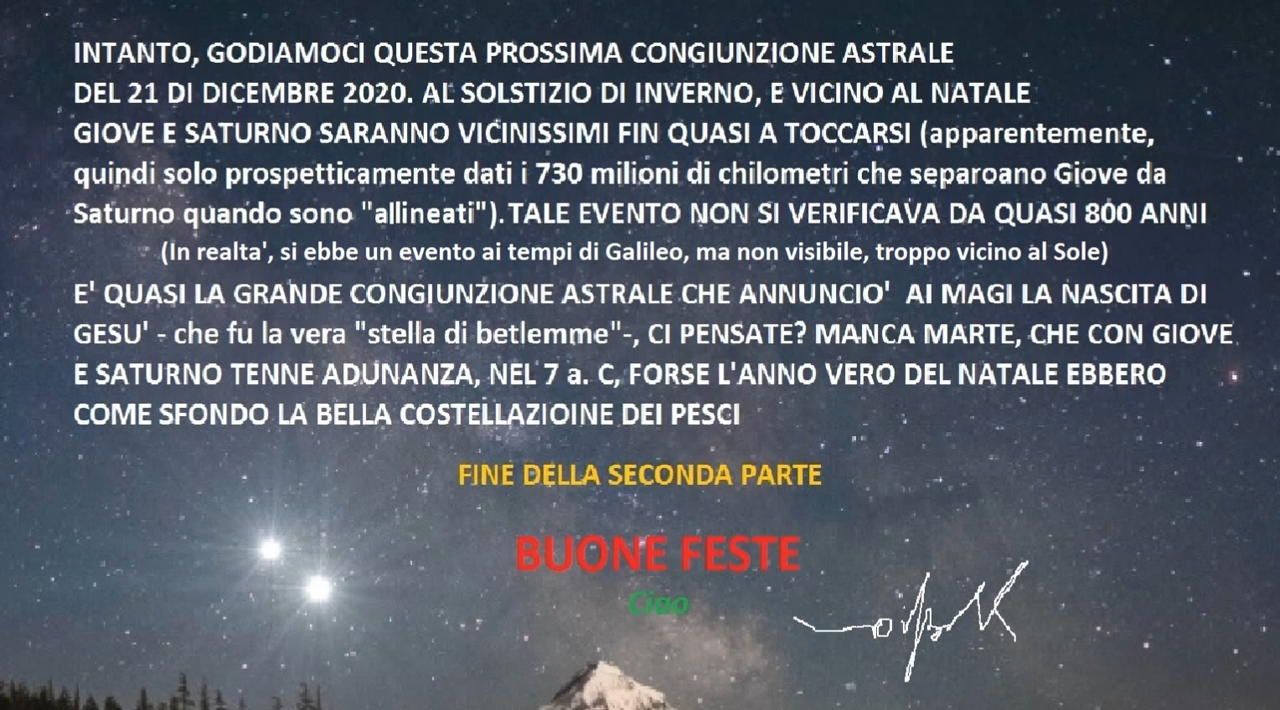 INTANTO, GODIAMOCI QUESTA PROSSIMA CONGIUNZIONE ASTRALE
DEL 21 DI DICEMBRE 2020. AL SOLSTIZIO DI INVERNO, E VICINO AL NATALE
GIOVE E SATURNO SARANNO VICINISSIMI FIN QUASI A TOCCARSI (apparentemente,
quindi solo prospetticamente dati i 730 milioni di chilometri che separoano Giove da
Saturno quando sono "allineati"). TALE EVENTO NON SI VERIFICAVA DA QUASI 800 ANNI
(In realta', si ebbe un evento ai tempi di Galileo, ma non visibile, troppo vicino al Sole)
E' QUASI LA GRANDE CONGIUNZIONE ASTRALE CHE ANNUNCIO' AI MAGI LA NASCITA DI
GESU' - che fu la vera "stella di betlemme"-, CI PENSATE? MANCA MARTE, CHE CON GIOVE
E SATURNO TENNE ADUNANZA, NEL 7 a. C, FORSE L'ANNO VERO DEL NATALE EBBERO
COME SFONDO LA BELLA COSTELLAZIOINE DEI PESCI
FINE DELLA SECONDA PARTE
BUONE FESTE
Ciao